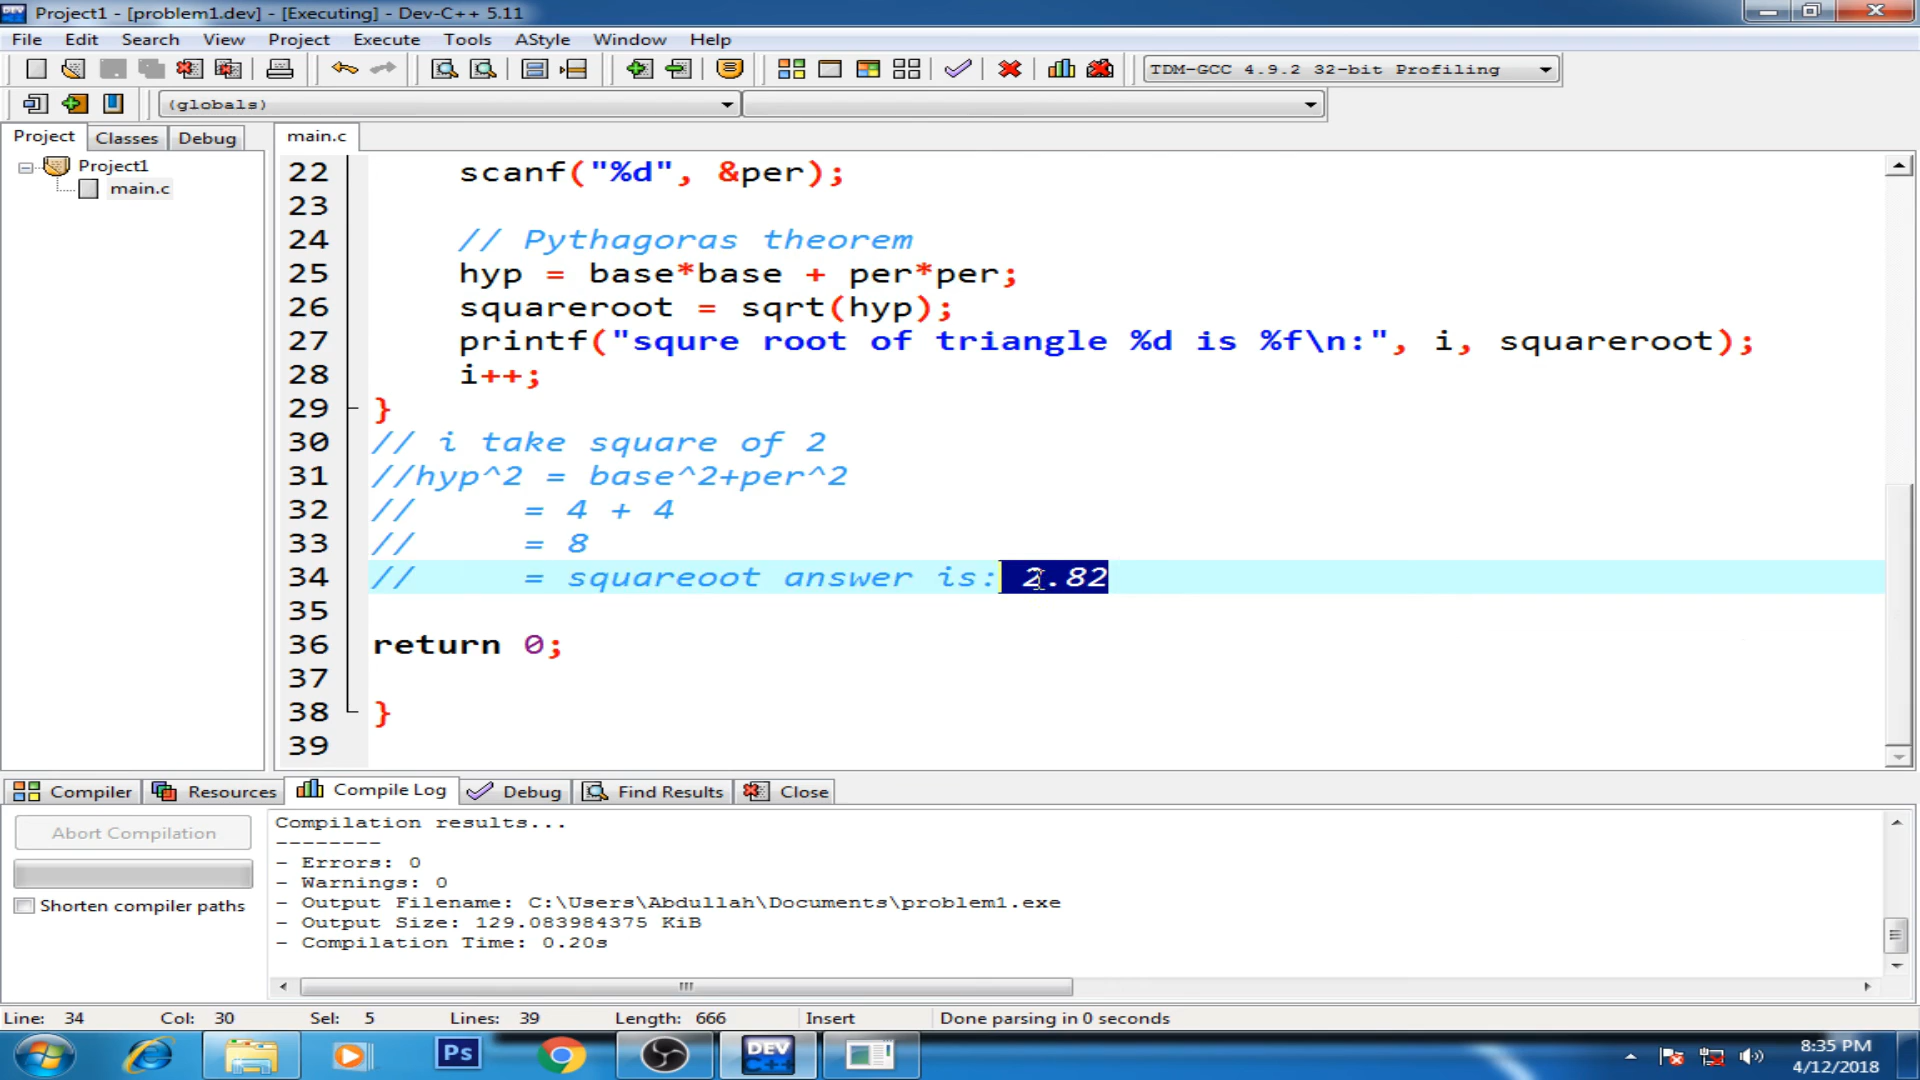 Project1 - [problem1.dev] - [Executing] - Dev-C++ 5.11
File Edit Search View Project Execute Tools AStyle Window Help
TDM-GCC 4.9.2 32-bit Profiling
(globals)
Project Classes Debug
main.c
Project1
main.c
22 scanf("%d", &per);
23
24 // Pythagoras theorem
25 hyp = base*base + per*per;
26 squareroot = sqrt(hyp);
27 printf("squre root of triangle %d is %f\n:", i, squareroot);
28 i++;
29 }
30 // i take square of 2
31 //hyp^2 = base^2+per^2
32 // = 4 + 4
33 // = 8
34 // = squareoot answer is: 2.82
35
36 return 0;
37
38 }
39
Compiler Resources Compile Log Debug Find Results Close
Abort Compilation
Shorten compiler paths
Compilation results...
--------
- Errors: 0
- Warnings: 0
- Output Filename: C:\Users\Abdullah\Documents\problem1.exe
- Output Size: 129.083984375 KiB
- Compilation Time: 0.20s
Line: 34 Col: 30 Sel: 5 Lines: 39 Length: 666 Insert Done parsing in 0 seconds
Ps
DEV C++
8:35 PM
4/12/2018